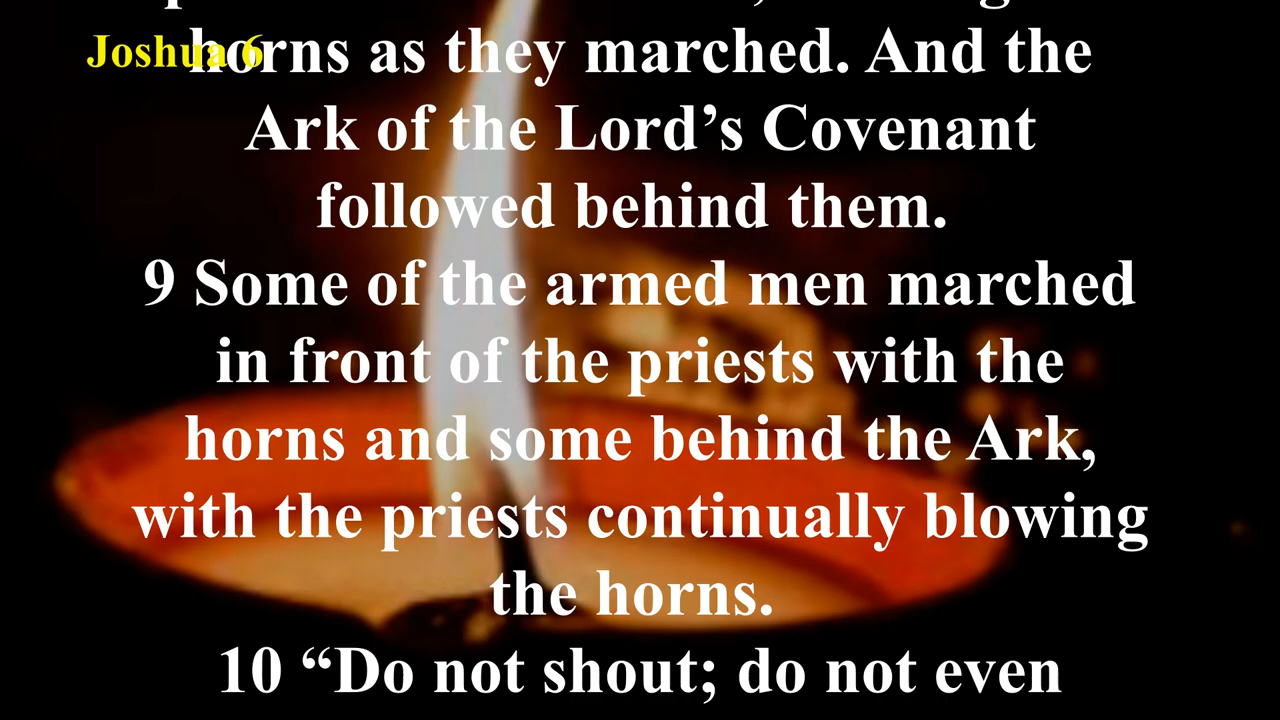 Joshua 6
horns as they marched. And the
Ark of the Lord’s Covenant
followed behind them.
9 Some of the armed men marched
in front of the priests with the
horns and some behind the Ark,
with the priests continually blowing
the horns.
10 “Do not shout; do not even